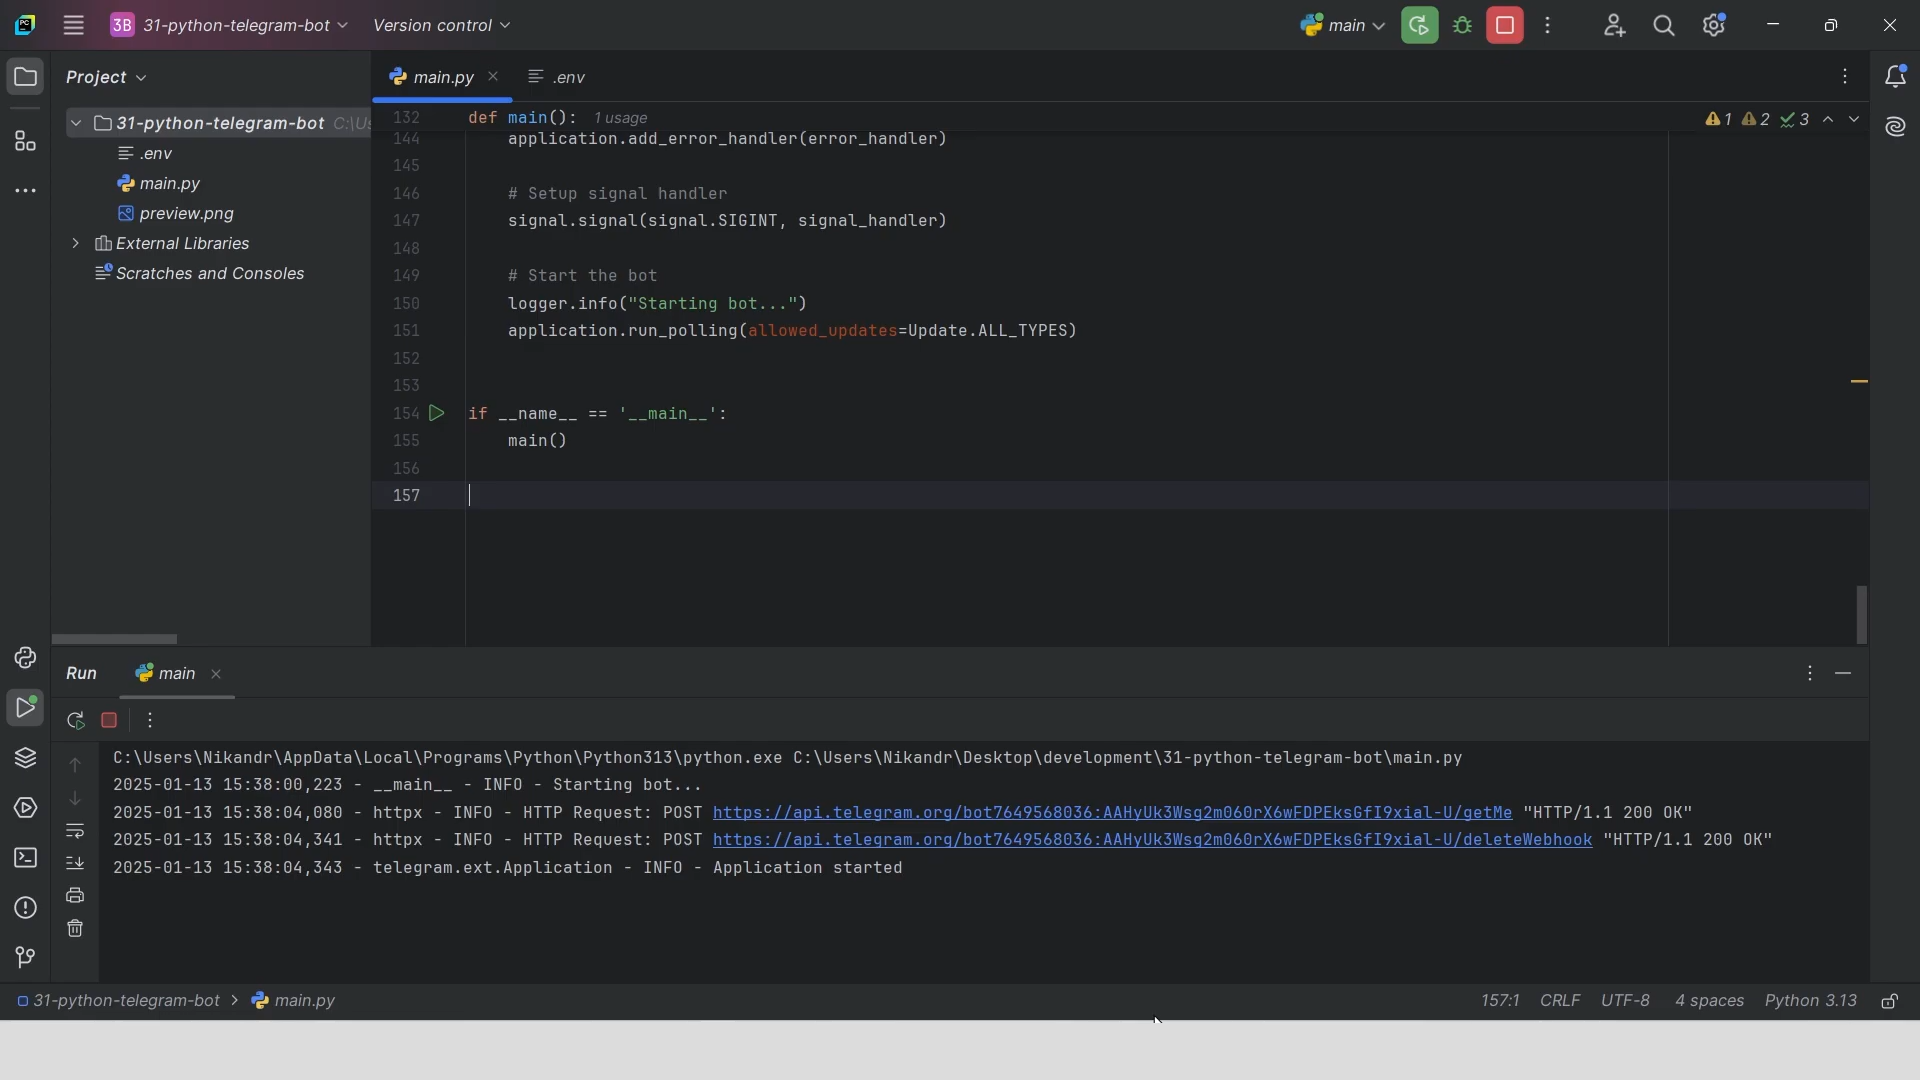 3B 31-python-telegram-bot Version control main
Project
main.py
.env
31-python-telegram-bot C:\Us
.env
main.py
preview.png
External Libraries
Scratches and Consoles
132 def main(): 1 usage
1 2 3
144 application.add_error_handler(error_handler)
145
146 # Setup signal handler
147 signal.signal(signal.SIGINT, signal_handler)
148
149 # Start the bot
150 logger.info("Starting bot...")
151 application.run_polling(allowed_updates=Update.ALL_TYPES)
152
153
154 if __name__ == '__main__':
155 main()
156
157
Run main
C:\Users\Nikandr\AppData\Local\Programs\Python\Python313\python.exe C:\Users\Nikandr\Desktop\development\31-python-telegram-bot\main.py
2025-01-13 15:38:00,223 - __main__ - INFO - Starting bot...
2025-01-13 15:38:04,080 - httpx - INFO - HTTP Request: POST https://api.telegram.org/bot7649568036:AAHyUk3Wsg2m060rX6wFDPEksGfI9xial-U/getMe "HTTP/1.1 200 OK"
2025-01-13 15:38:04,341 - httpx - INFO - HTTP Request: POST https://api.telegram.org/bot7649568036:AAHyUk3Wsg2m060rX6wFDPEksGfI9xial-U/deleteWebhook "HTTP/1.1 200 OK"
2025-01-13 15:38:04,343 - telegram.ext.Application - INFO - Application started
31-python-telegram-bot > main.py
157:1 CRLF UTF-8 4 spaces Python 3.13